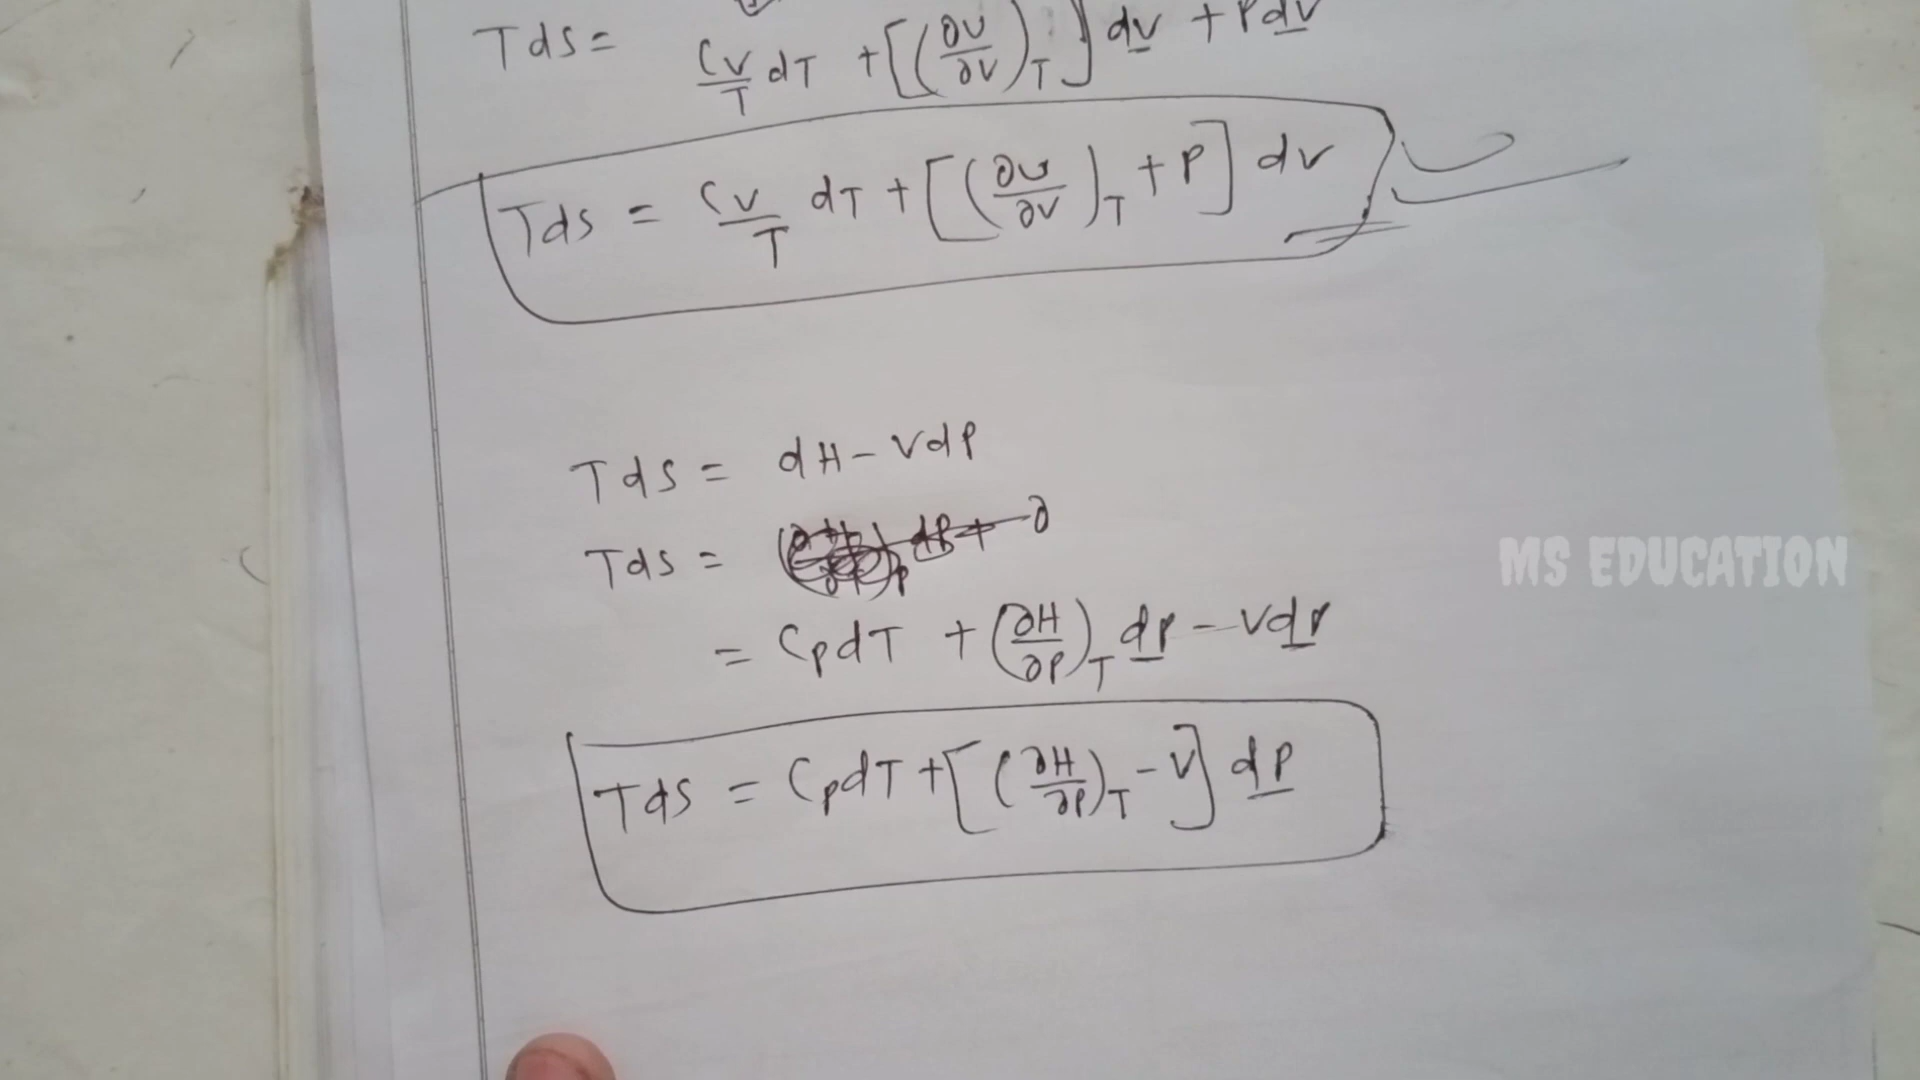 Tds = Cv/T dT + [(∂U/∂V)T] dv + Pdv
Tds = Cv/T dT + [(∂U/∂V)T + P] dv
Tds = dH - Vdp
Tds =
= CpdT + (∂H/∂P)T dp - Vdp
Tds = CpdT + [(∂H/∂P)T - V] dp
MS EDUCATION